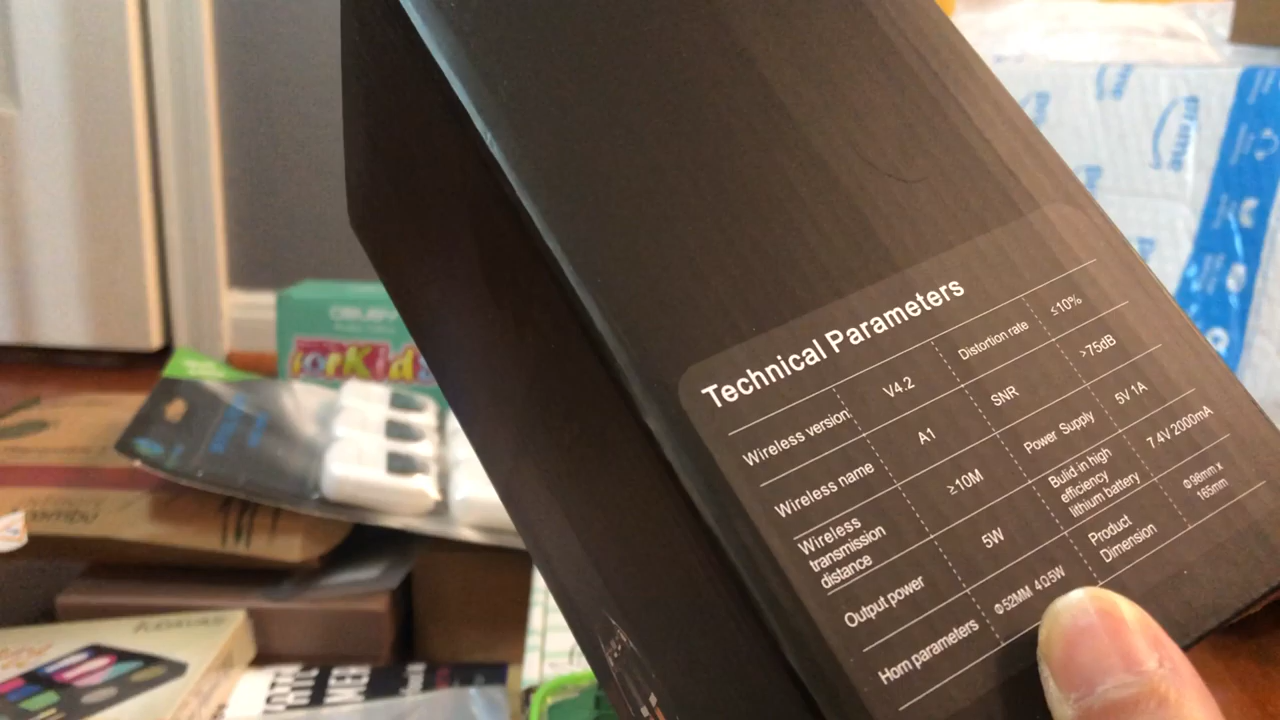 Technical Parameters
Wireless version V4.2 Distortion rate ≤10%
Wireless name A1 SNR >75dB
Wireless
transmission
distance
≥10M
Power Supply 5V 1A
Output power 5W
Bulid in high
efficiency
lithium battery
7.4V 2000mA
Horn parameters Φ52MM 4Ω5W
Product
Dimension
Φ98mm x
165mm
forKids
prime